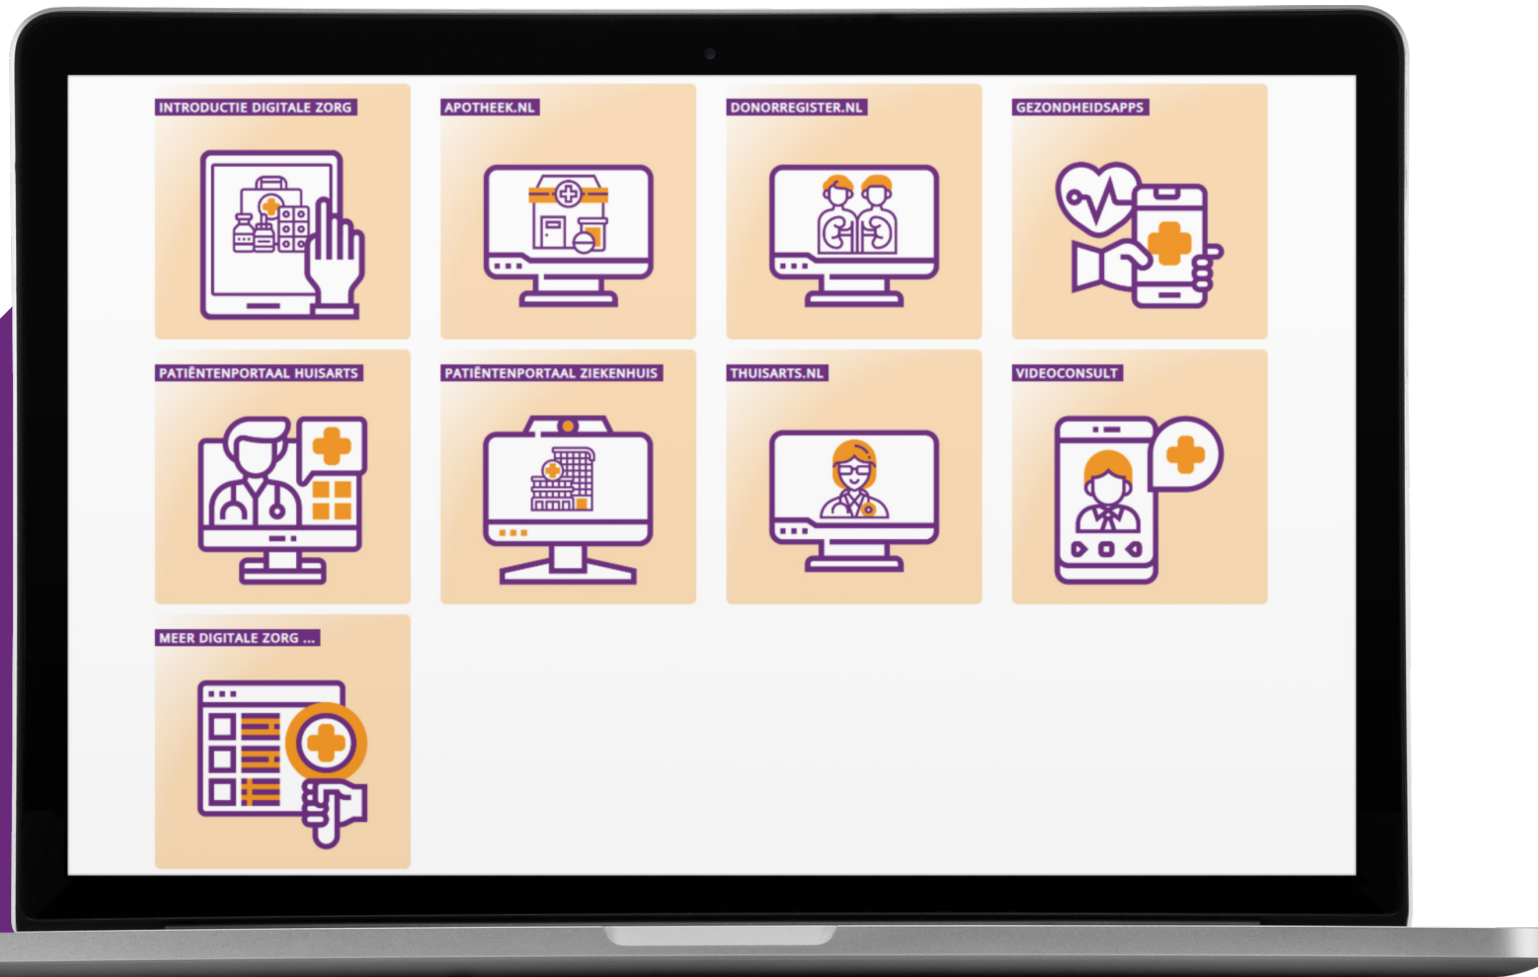 INTRODUCTIE DIGITALE ZORG
APOTHEEK.NL
DONORREGISTER.NL
GEZONDHEIDSAPPS
PATIËNTENPORTAAL HUISARTS
PATIËNTENPORTAAL ZIEKENHUIS
THUISARTS.NL
VIDEOCONSULT
MEER DIGITALE ZORG ...